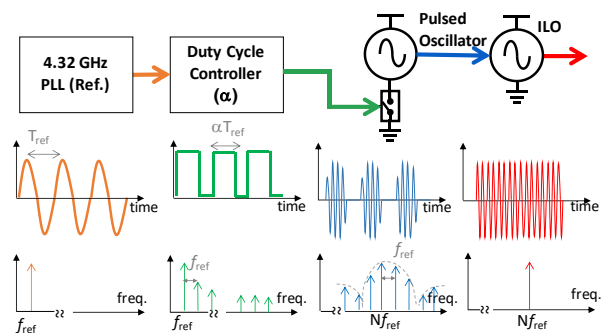 4.32 GHz
PLL (Ref.)
Duty Cycle
Controller
(α)
Pulsed
Oscillator
ILO
Tref
αTref
time
time
time
time
fref
freq.
fref
fref
freq.
fref
Nfref
freq.
Nfref
freq.